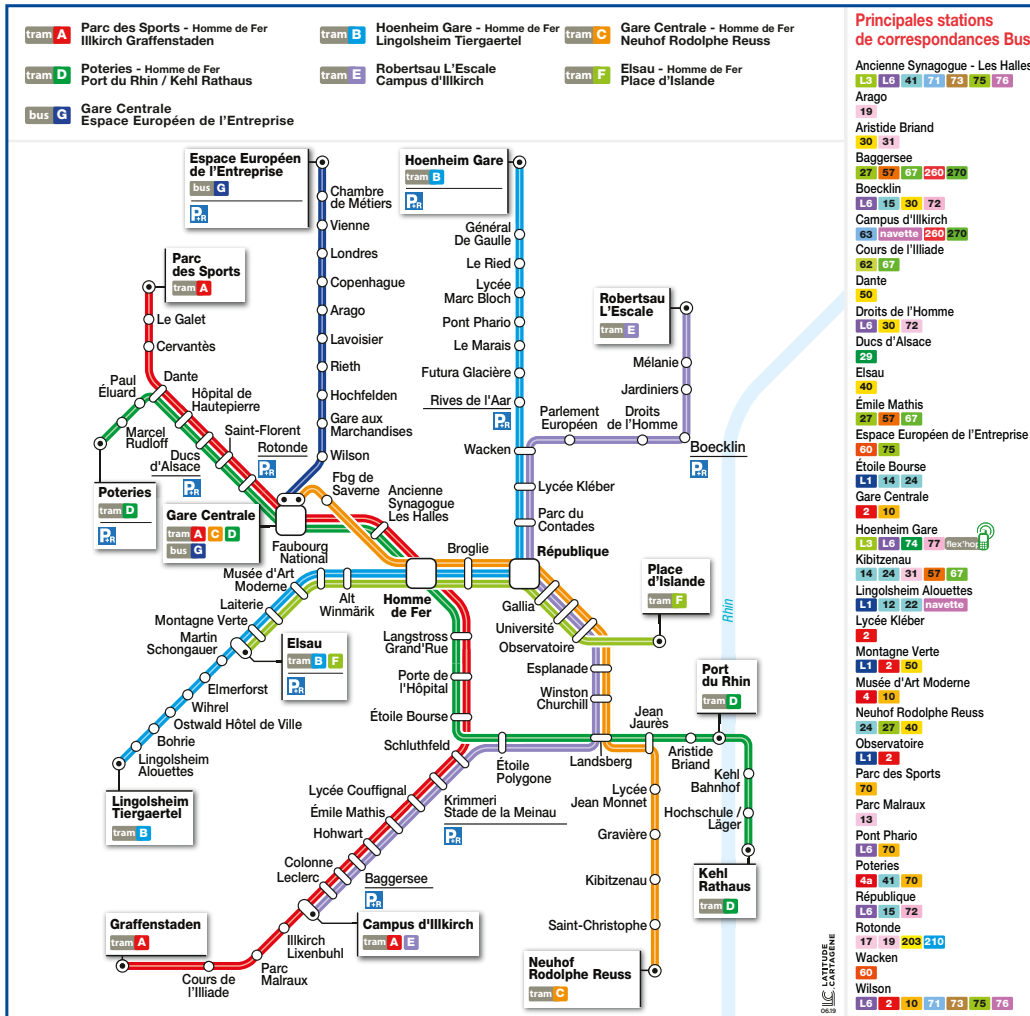 tram A Parc des Sports - Homme de Fer
Illkirch Graffenstaden
tram B Hoenheim Gare - Homme de Fer
Lingolsheim Tiergaertel
tram C Gare Centrale - Homme de Fer
Neuhof Rodolphe Reuss
tram D Poteries - Homme de Fer
Port du Rhin / Kehl Rathaus
tram E Robertsau L'Escale
Campus d'Illkirch
tram F Elsau - Homme de Fer
Place d'Islande
bus G Gare Centrale
Espace Européen de l'Entreprise
Espace Européen
de l'Entreprise
bus G
P+R
Chambre
de Métiers
Vienne
Londres
Copenhague
Arago
Lavoisier
Rieth
Hochfelden
Gare aux
Marchandises
Wilson
Hoenheim Gare
tram B
P+R
Général
De Gaulle
Le Ried
Lycée
Marc Bloch
Pont Phario
Le Marais
Futura Glacière
Rives de l'Aar
P+R
Wacken
Lycée Kléber
Parc du
Contades
République
Robertsau
L'Escale
tram E
Mélanie
Jardiniers
Boecklin
P+R
Droits
de l'Homme
Parlement
Européen
Parc
des Sports
tram A
Le Galet
Cervantès
Dante
Hôpital de
Hautepierre
Paul
Éluard
Marcel
Rudloff
Poteries
tram D
P+R
Ducs
d'Alsace
P+R
Saint-Florent
Rotonde
P+R
Gare Centrale
tram A C D
bus G
Faubourg
National
Fbg de
Saverne
Ancienne
Synagogue
Les Halles
Broglie
Homme
de Fer
Musée d'Art
Moderne
Alt
Winmärik
Laiterie
Montagne Verte
Martin
Schongauer
Elsau
tram B F
P+R
Elmerforst
Wihrel
Ostwald Hôtel de Ville
Bohrie
Lingolsheim
Alouettes
Lingolsheim
Tiergaertel
tram B
Langstross
Grand'Rue
Porte de
l'Hôpital
Étoile Bourse
Schluthfeld
Étoile
Polygone
Landsberg
Gallia
Université
Observatoire
Place
d'Islande
tram F
Esplanade
Winston
Churchill
Jean
Jaurès
Aristide
Briand
Port
du Rhin
tram D
Rhin
Kehl
Bahnhof
Hochschule /
Läger
Kehl
Rathaus
tram D
Lycée
Jean Monnet
Gravière
Kibitzenau
Saint-Christophe
Neuhof
Rodolphe Reuss
tram C
Krimmeri
Stade de la Meinau
P+R
Lycée Couffignal
Émile Mathis
Hohwart
Colonne
Leclerc
Baggersee
P+R
Campus d'Illkirch
tram A E
Illkirch
Lixenbuhl
Parc
Malraux
Cours de
l'Illiade
Graffenstaden
tram A
LC LATITUDE
CARTAGÈNE
06.19
Principales stations
de correspondances Bus
Ancienne Synagogue - Les Halles
L3 L6 41 71 73 75 76
Arago
19
Aristide Briand
30 31
Baggersee
27 57 67 260 270
Boecklin
L6 15 30 72
Campus d'Illkirch
63 navette 260 270
Cours de l'Illiade
62 67
Dante
50
Droits de l'Homme
L6 30 72
Ducs d'Alsace
29
Elsau
40
Émile Mathis
27 57 67
Espace Européen de l'Entreprise
60 75
Étoile Bourse
L1 14 24
Gare Centrale
2 10
Hoenheim Gare
L3 L6 74 77 flex'hop
Kibitzenau
14 24 31 57 67
Lingolsheim Alouettes
L1 12 22 navette
Lycée Kléber
2
Montagne Verte
L1 2 50
Musée d'Art Moderne
4 10
Neuhof Rodolphe Reuss
24 27 40
Observatoire
L1 2
Parc des Sports
70
Parc Malraux
13
Pont Phario
L6 70
Poteries
4a 41 70
République
L6 15 72
Rotonde
17 19 203 210
Wacken
60
Wilson
L6 2 10 71 73 75 76